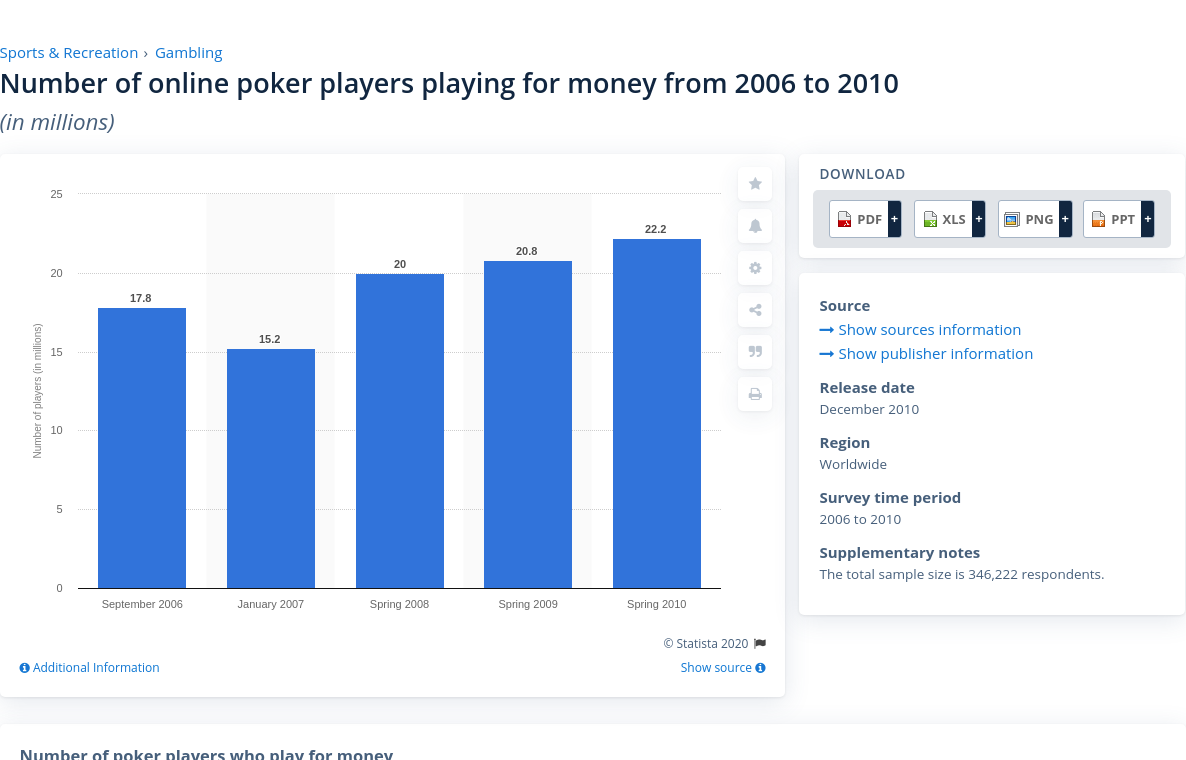 Sports & Recreation › Gambling
Number of online poker players playing for money from 2006 to 2010
(in millions)
25
20
15
10
5
0
Number of players (in millions)
17.8
15.2
20
20.8
22.2
September 2006
January 2007
Spring 2008
Spring 2009
Spring 2010
© Statista 2020
Additional Information
Show source
DOWNLOAD
PDF + XLS + PNG + PPT +
Source
Show sources information
Show publisher information
Release date
December 2010
Region
Worldwide
Survey time period
2006 to 2010
Supplementary notes
The total sample size is 346,222 respondents.
Number of poker players who play for money